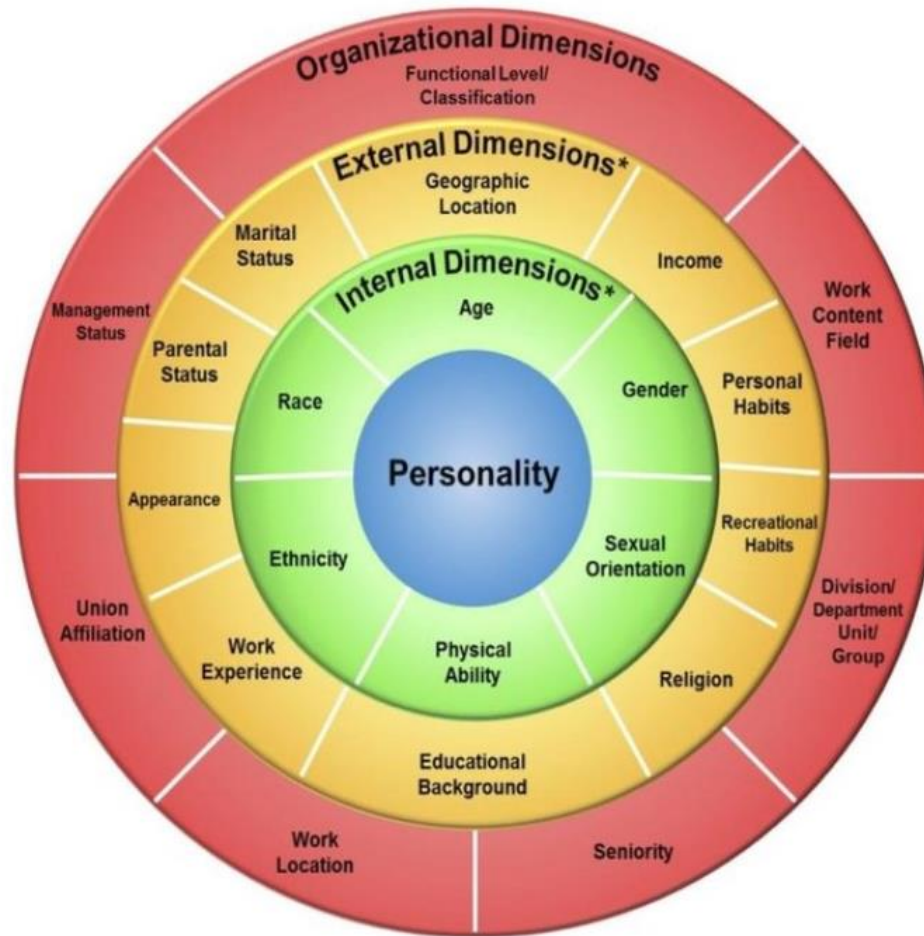 Organizational Dimensions
Functional Level/
Classification
External Dimensions*
Geographic
Location
Marital
Status
Income
Internal Dimensions*
Age
Management
Status
Work
Content
Field
Parental
Status
Personal
Habits
Race
Gender
Personality
Appearance
Recreational
Habits
Ethnicity
Sexual
Orientation
Union
Affiliation
Division/
Department
Unit/
Group
Work
Experience
Physical
Ability
Religion
Educational
Background
Work
Location
Seniority